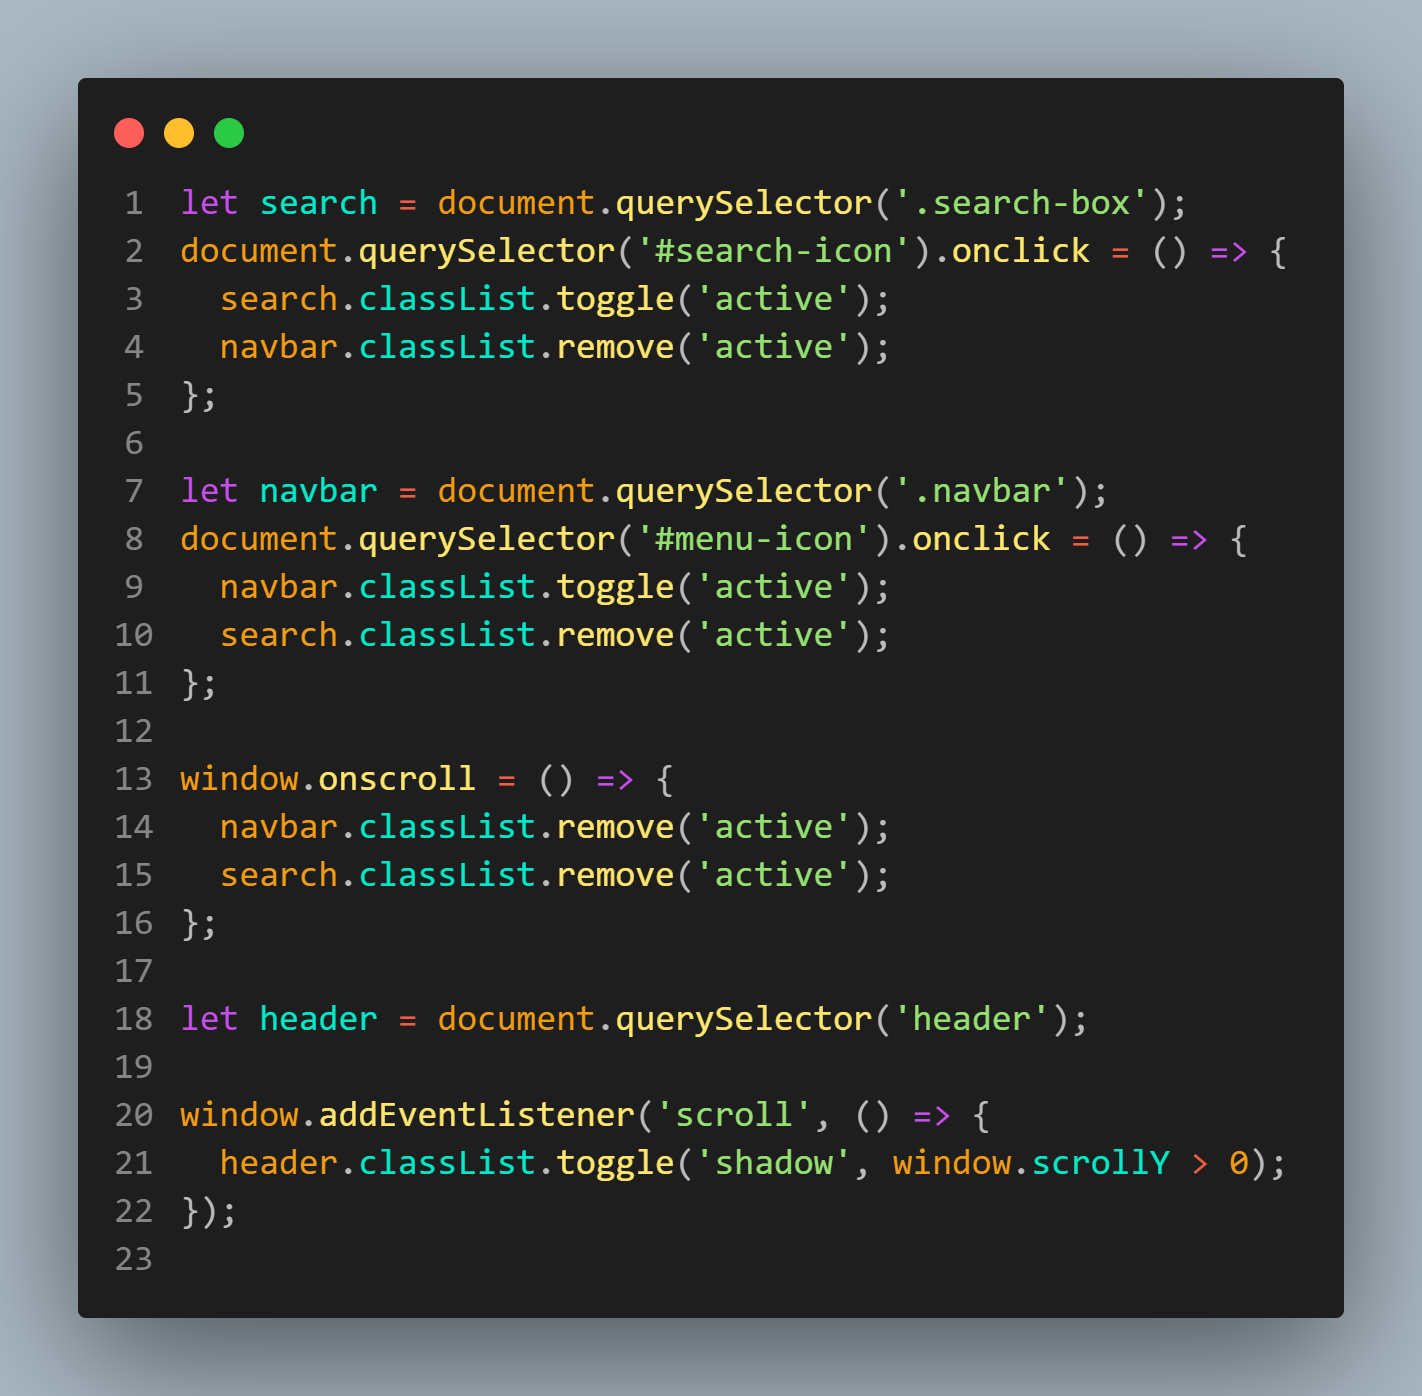 1 let search = document.querySelector('.search-box');
2 document.querySelector('#search-icon').onclick = () => {
3   search.classList.toggle('active');
4   navbar.classList.remove('active');
5 };
6
7 let navbar = document.querySelector('.navbar');
8 document.querySelector('#menu-icon').onclick = () => {
9   navbar.classList.toggle('active');
10   search.classList.remove('active');
11 };
12
13 window.onscroll = () => {
14   navbar.classList.remove('active');
15   search.classList.remove('active');
16 };
17
18 let header = document.querySelector('header');
19
20 window.addEventListener('scroll', () => {
21   header.classList.toggle('shadow', window.scrollY > 0);
22 });
23